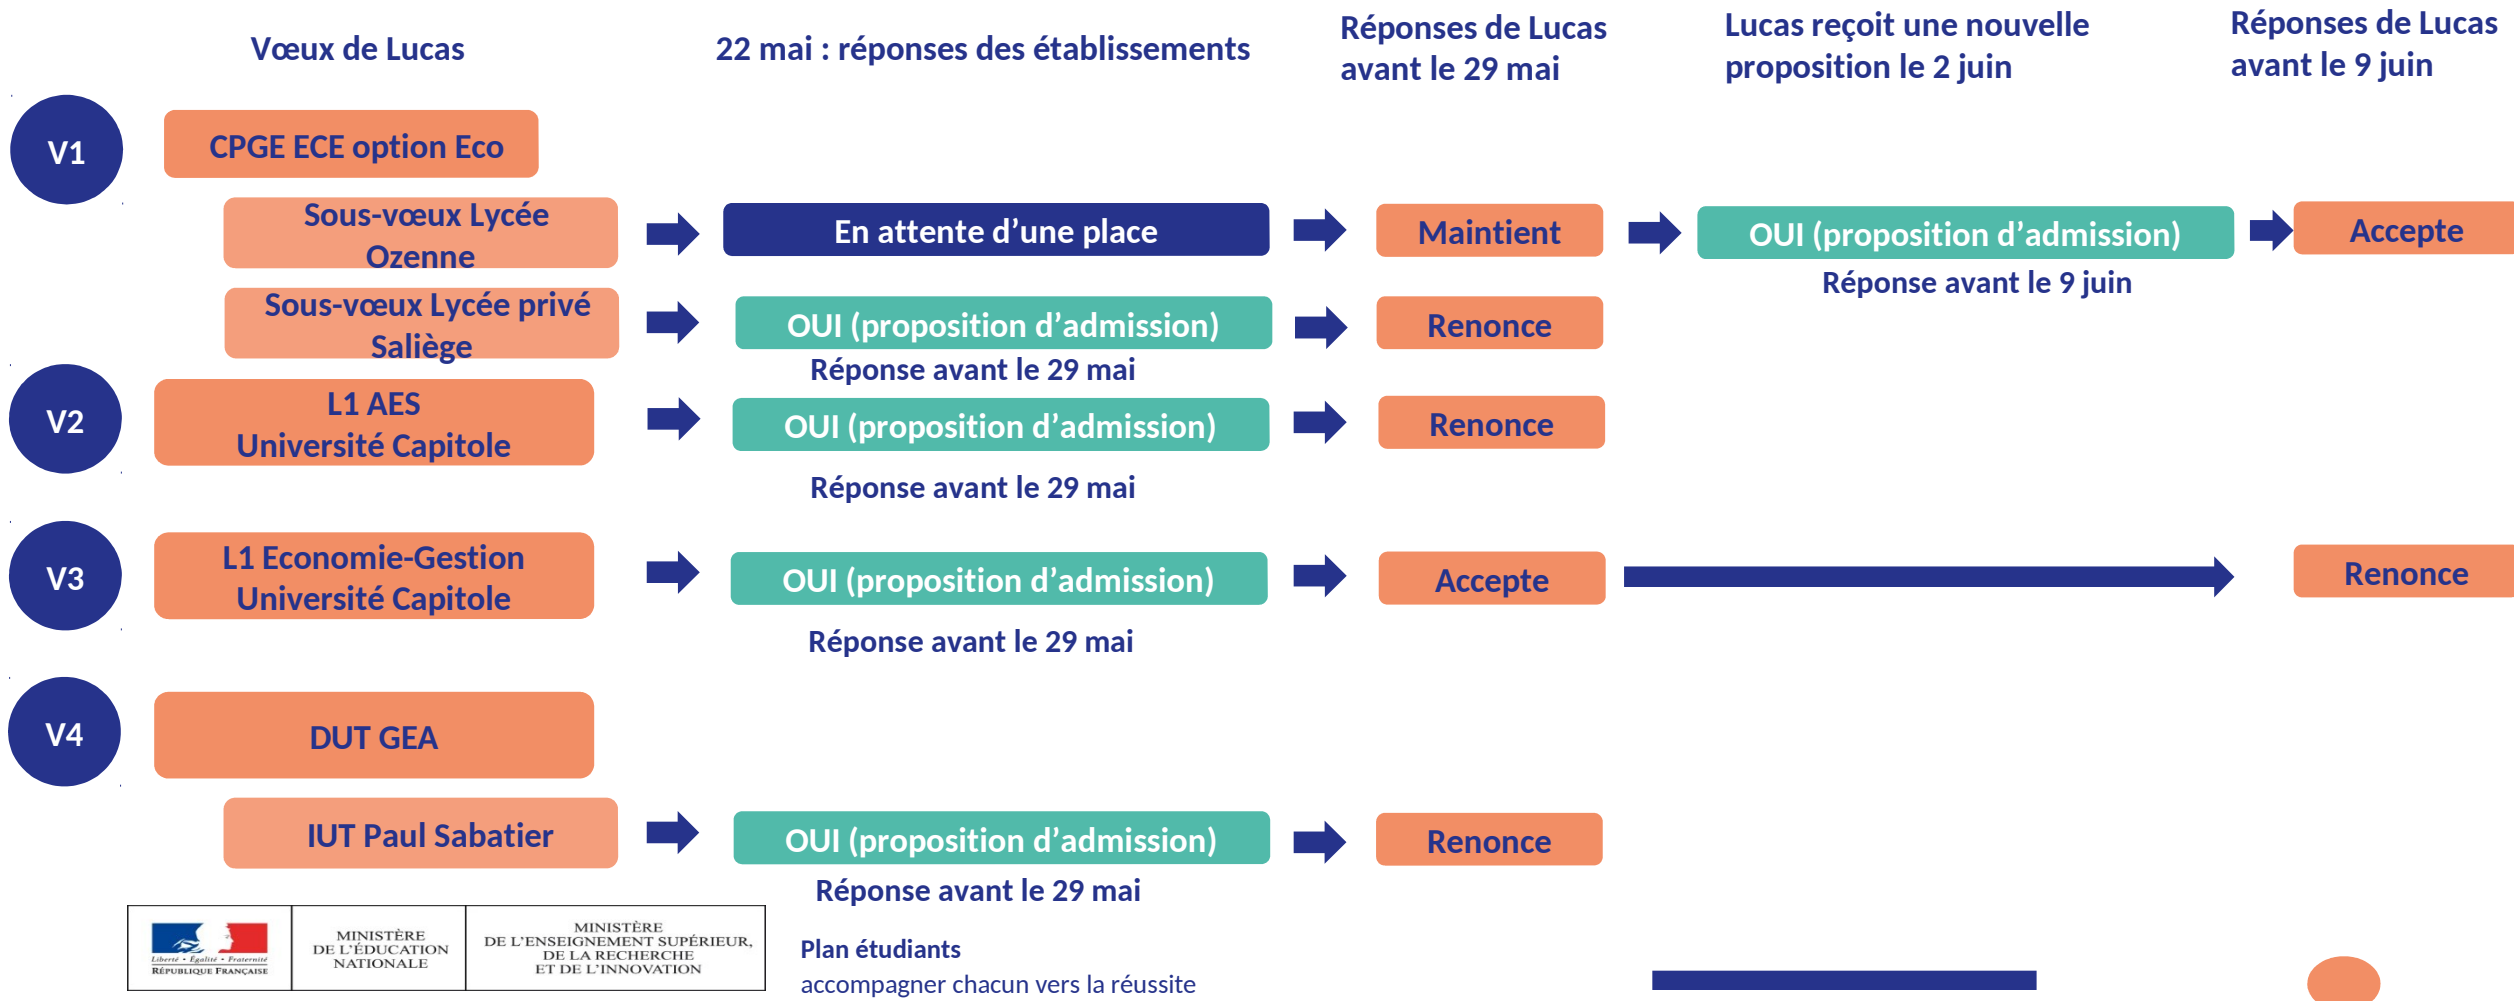 Vœux de Lucas
22 mai : réponses des établissements
Réponses de Lucas
avant le 29 mai
Lucas reçoit une nouvelle
proposition le 2 juin
Réponses de Lucas
avant le 9 juin
V1
CPGE ECE option Eco
Sous-vœux Lycée
Ozenne
En attente d’une place
Maintient
OUI (proposition d’admission)
Accepte
Réponse avant le 9 juin
Sous-vœux Lycée privé
Saliège
OUI (proposition d’admission)
Renonce
Réponse avant le 29 mai
V2
L1 AES
Université Capitole
OUI (proposition d’admission)
Renonce
Réponse avant le 29 mai
V3
L1 Economie-Gestion
Université Capitole
OUI (proposition d’admission)
Accepte
Renonce
Réponse avant le 29 mai
V4
DUT GEA
IUT Paul Sabatier
OUI (proposition d’admission)
Renonce
Réponse avant le 29 mai
Liberté • Égalité • Fraternité
RÉPUBLIQUE FRANÇAISE
MINISTÈRE
DE L’ÉDUCATION
NATIONALE
MINISTÈRE
DE L’ENSEIGNEMENT SUPÉRIEUR,
DE LA RECHERCHE
ET DE L’INNOVATION
Plan étudiants
accompagner chacun vers la réussite